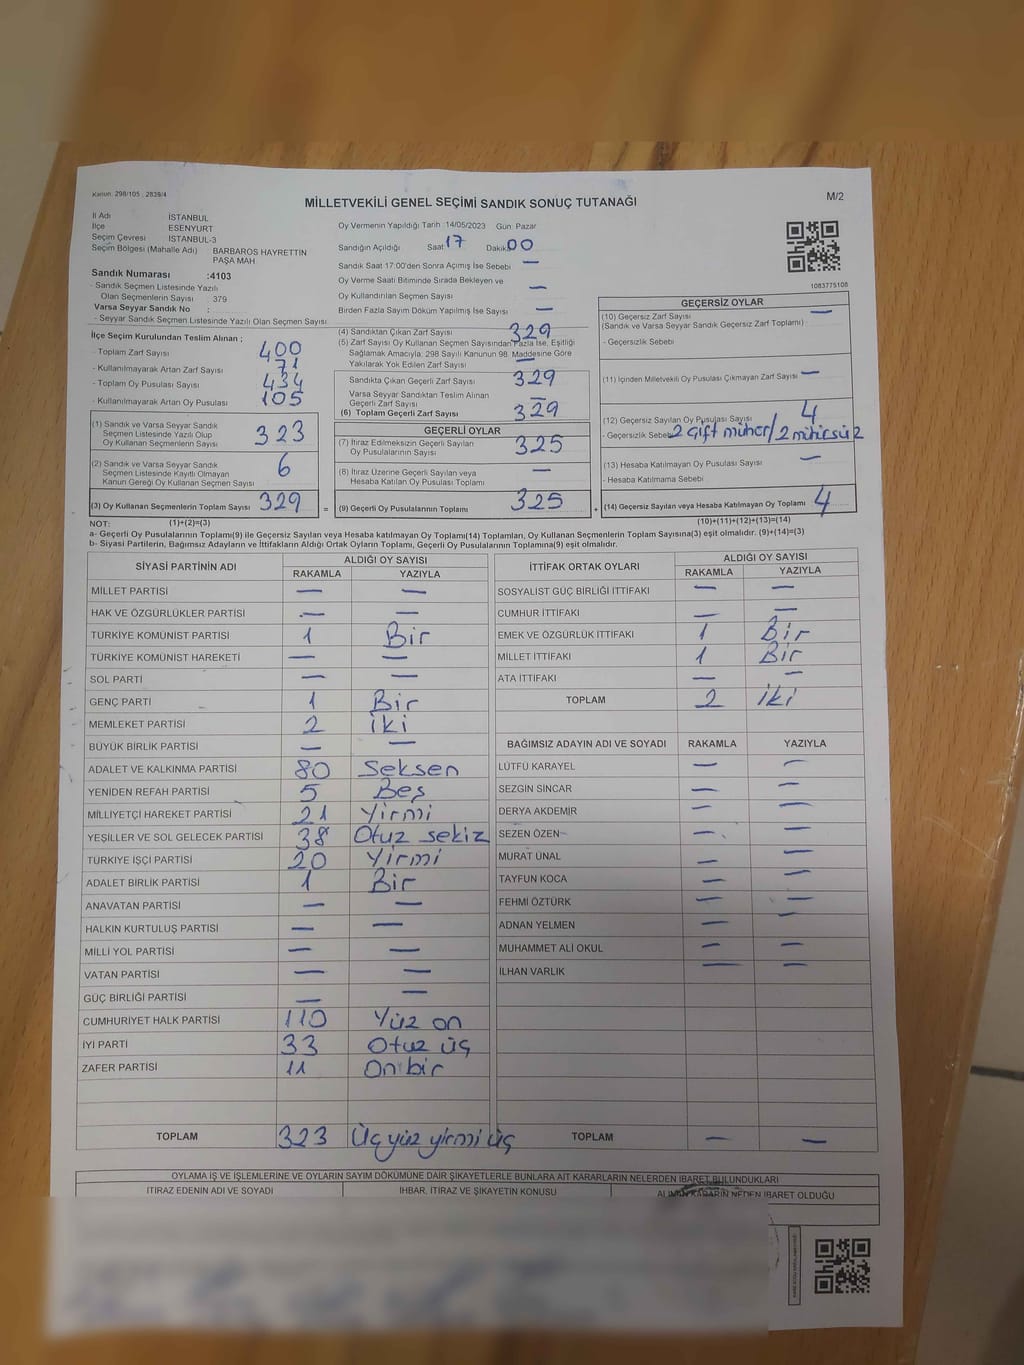 Kanun: 298/105 , 2839/4
MİLLETVEKİLİ GENEL SEÇİMİ SANDIK SONUÇ TUTANAĞI
M/2
İl Adı İSTANBUL
İlçe ESENYURT
Seçim Çevresi İSTANBUL-3
Seçim Bölgesi (Mahalle Adı) BARBAROS HAYRETTİN PAŞA MAH
Sandık Numarası :4103
- Sandık Seçmen Listesinde Yazılı
Olan Seçmenlerin Sayısı : 379
Varsa Seyyar Sandık No :
- Seyyar Sandık Seçmen Listesinde Yazılı Olan Seçmen Sayısı
Oy Vermenin Yapıldığı Tarih :14/05/2023 Gün: Pazar
Sandığın Açıldığı Saat 17 Dakika 00
Sandık Saat 17:00'den Sonra Açımış İse Sebebi —
Oy Verme Saati Bitiminde Sırada Bekleyen ve
Oy Kullandırılan Seçmen Sayısı —
Birden Fazla Sayım Döküm Yapılmış İse Sayısı —
1083775108
İlçe Seçim Kurulundan Teslim Alınan ;
- Toplam Zarf Sayısı 400
- Kullanılmayarak Artan Zarf Sayısı 71
- Toplam Oy Pusulası Sayısı 434
- Kullanılmayarak Artan Oy Pusulası 105
(1) Sandık ve Varsa Seyyar Sandık
Seçmen Listesinde Yazılı Olup
Oy Kullanan Seçmenlerin Sayısı 323
(2) Sandık ve Varsa Seyyar Sandık
Seçmen Listesinde Kayıtlı Olmayan
Kanun Gereği Oy Kullanan Seçmen Sayısı 6
(3) Oy Kullanan Seçmenlerin Toplam Sayısı 329 =
(4) Sandıktan Çıkan Zarf Sayısı 329
(5) Zarf Sayısı Oy Kullanan Seçmen Sayısından Fazla İse, Eşitliği
Sağlamak Amacıyla, 298 Sayılı Kanunun 98. Maddesine Göre
Yakılarak Yok Edilen Zarf Sayısı —
Sandıkta Çıkan Geçerli Zarf Sayısı 329
Varsa Seyyar Sandıktan Teslim Alınan
Geçerli Zarf Sayısı —
(6) Toplam Geçerli Zarf Sayısı 329
GEÇERLİ OYLAR
(7) İtiraz Edilmeksizin Geçerli Sayılan
Oy Pusulalarının Sayısı 325
(8) İtiraz Üzerine Geçerli Sayılan veya
Hesaba Katılan Oy Pusulası Toplamı —
(9) Geçerli Oy Pusulalarının Toplamı 325 +
GEÇERSİZ OYLAR
(10) Geçersiz Zarf Sayısı —
(Sandık ve Varsa Seyyar Sandık Geçersiz Zarf Toplamı)
- Geçersizlik Sebebi
(11) İçinden Milletvekili Oy Pusulası Çıkmayan Zarf Sayısı —
(12) Geçersiz Sayılan Oy Pusulası Sayısı 4
- Geçersizlik Sebebi 2 çift mühür/2 mühürsüz
(13) Hesaba Katılmayan Oy Pusulası Sayısı —
- Hesaba Katılmama Sebebi
(14) Geçersiz Sayılan veya Hesaba Katılmayan Oy Toplamı 4
NOT: (1)+(2)=(3) (10)+(11)+(12)+(13)=(14)
a- Geçerli Oy Pusulalarının Toplamı(9) ile Geçersiz Sayılan veya Hesaba Katılmayan Oy Toplamı(14) Toplamları, Oy Kullanan Seçmenlerin Toplam Sayısına(3) eşit olmalıdır. (9)+(14)=(3)
b- Siyasi Partilerin, Bağımsız Adayların ve İttifakların Aldığı Ortak Oyların Toplamı, Geçerli Oy Pusulalarının Toplamına(9) eşit olmalıdır.
SİYASİ PARTİNİN ADI ALDIĞI OY SAYISI
RAKAMLA YAZIYLA
MİLLET PARTİSİ — —
HAK VE ÖZGÜRLÜKLER PARTİSİ — —
TÜRKİYE KOMÜNİST PARTİSİ 1 Bir
TÜRKİYE KOMÜNİST HAREKETİ — —
SOL PARTİ — —
GENÇ PARTİ 1 Bir
MEMLEKET PARTİSİ 2 iki
BÜYÜK BİRLİK PARTİSİ — —
ADALET VE KALKINMA PARTİSİ 80 Seksen
YENİDEN REFAH PARTİSİ 5 Beş
MİLLİYETÇİ HAREKET PARTİSİ 21 Yirmi
YEŞİLLER VE SOL GELECEK PARTİSİ 38 Otuz sekiz
TÜRKİYE İŞÇİ PARTİSİ 20 Yirmi
ADALET BİRLİK PARTİSİ 1 Bir
ANAVATAN PARTİSİ — —
HALKIN KURTULUŞ PARTİSİ — —
MİLLİ YOL PARTİSİ — —
VATAN PARTİSİ — —
GÜÇ BİRLİĞİ PARTİSİ — —
CUMHURİYET HALK PARTİSİ 110 Yüz on
İYİ PARTİ 33 Otuz üç
ZAFER PARTİSİ 11 On bir
TOPLAM 323 Üç yüz yirmi üç
İTTİFAK ORTAK OYLARI ALDIĞI OY SAYISI
RAKAMLA YAZIYLA
SOSYALİST GÜÇ BİRLİĞİ İTTİFAKI — —
CUMHUR İTTİFAKI — —
EMEK VE ÖZGÜRLÜK İTTİFAKI 1 Bir
MİLLET İTTİFAKI 1 Bir
ATA İTTİFAKI — —
TOPLAM 2 iki
BAĞIMSIZ ADAYIN ADI VE SOYADI RAKAMLA YAZIYLA
LÜTFÜ KARAYEL — —
SEZGİN SİNCAR — —
DERYA AKDEMİR — —
SEZEN ÖZEN — —
MURAT ÜNAL — —
TAYFUN KOCA — —
FEHMİ ÖZTÜRK — —
ADNAN YELMEN — —
MUHAMMET ALİ OKUL — —
İLHAN VARLIK — —
TOPLAM — —
OYLAMA İŞ VE İŞLEMLERİNE VE OYLARIN SAYIM DÖKÜMÜNE DAİR ŞİKAYETLERLE BUNLARA AİT KARARLARIN NELERDEN İBARET BULUNDUKLARI
İTİRAZ EDENİN ADI VE SOYADI İHBAR, İTİRAZ VE ŞİKAYETİN KONUSU ALINAN KARARIN NEDEN İBARET OLDUĞU